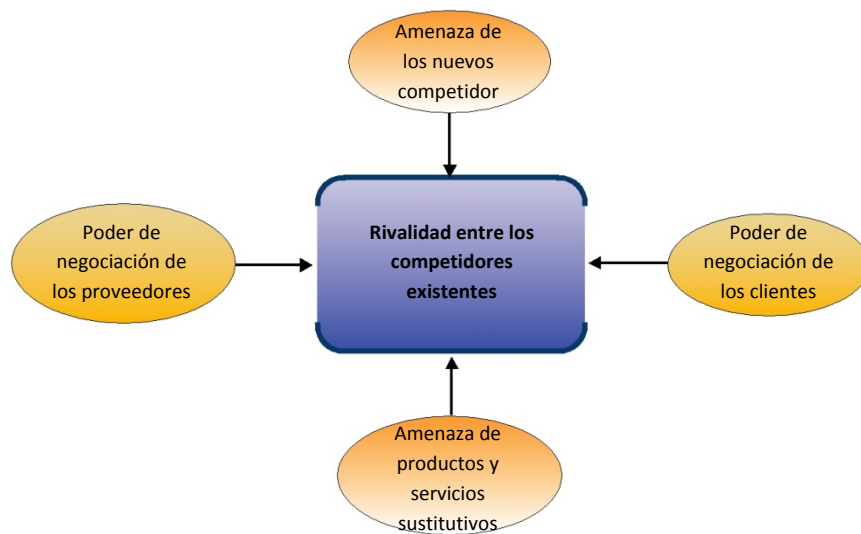 Amenaza de
los nuevos
competidor
Rivalidad entre los
competidores
existentes
Poder de
negociación de
los proveedores
Poder de
negociación de
los clientes
Amenaza de
productos y
servicios
sustitutivos